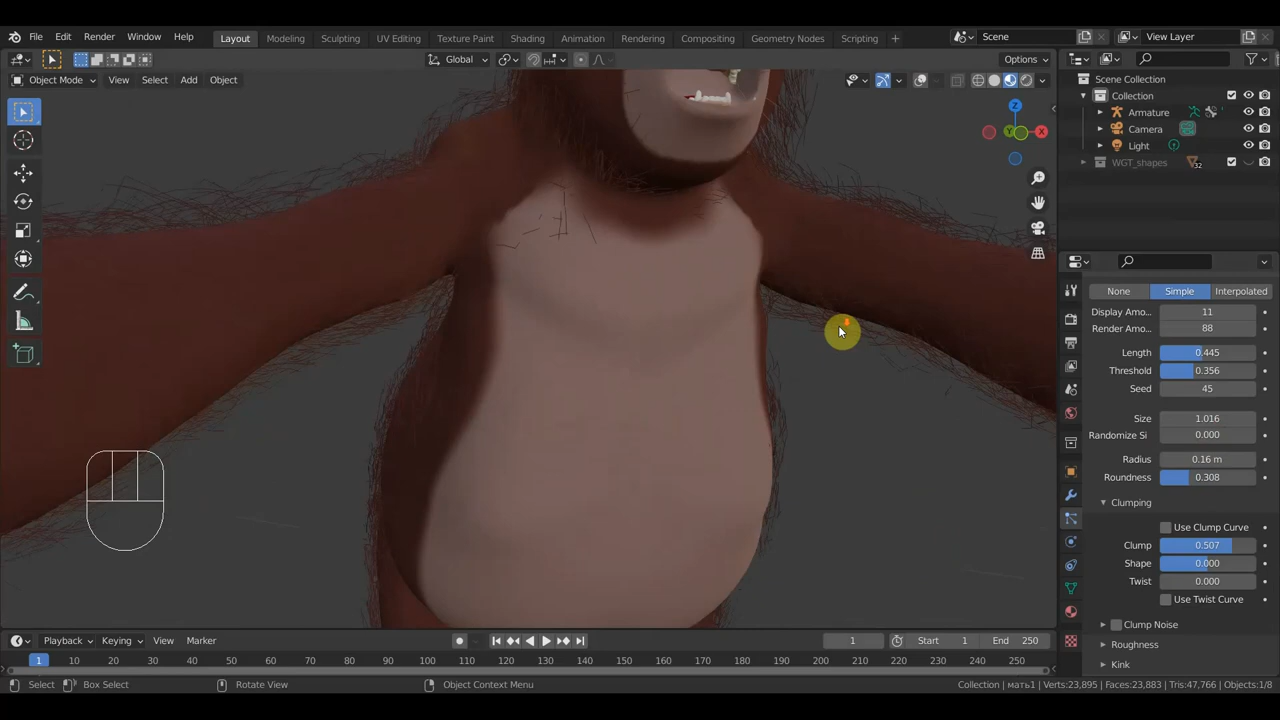 File Edit Render Window Help Layout Modeling Sculpting UV Editing Texture Paint Shading Animation Rendering Compositing Geometry Nodes Scripting + Scene View Layer
Object Mode View Select Add Object Global Options
Scene Collection
Collection
Armature
Camera
Light
WGT_shapes 32
None Simple Interpolated
Display Amo... 11
Render Amo... 88
Length 0.445
Threshold 0.356
Seed 45
Size 1.016
Randomize Si 0.000
Radius 0.16 m
Roundness 0.308
Clumping
Use Clump Curve
Clump 0.507
Shape 0.000
Twist 0.000
Use Twist Curve
Clump Noise
Roughness
Kink
X
Y
Z
Playback Keying View Marker 1 Start 1 End 250
1 10 20 30 40 50 60 70 80 90 100 110 120 130 140 150 160 170 180 190 200 210 220 230 240 250
Select Box Select Rotate View Object Context Menu Collection | мать1 | Verts:23,895 | Faces:23,883 | Tris:47,766 | Objects:1/8